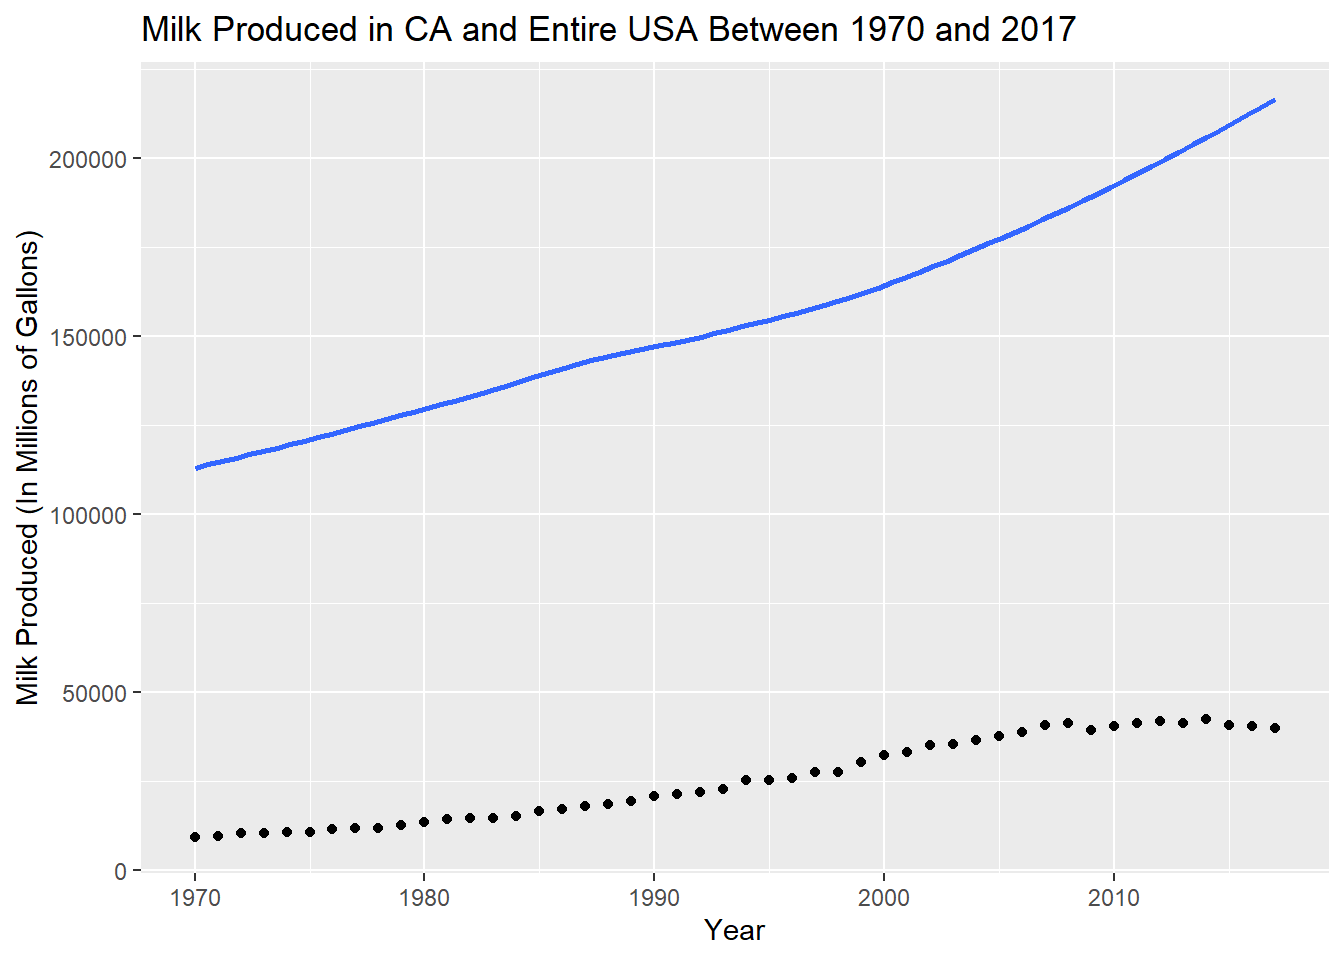 Milk Produced in CA and Entire USA Between 1970 and 2017
Milk Produced (In Millions of Gallons)
200000
150000
100000
50000
0
1970 1980 1990 2000 2010
Year